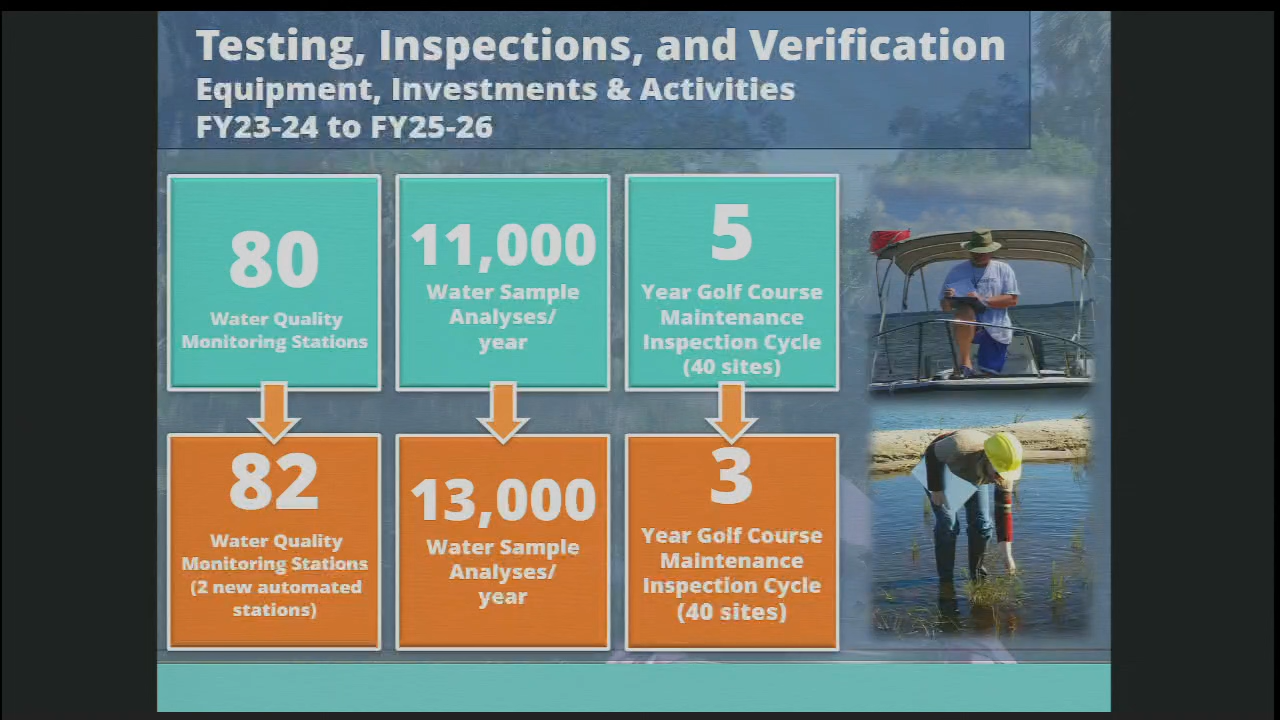 Testing, Inspections, and Verification
Equipment, Investments & Activities
FY23-24 to FY25-26
80
Water Quality
Monitoring Stations
11,000
Water Sample
Analyses/
year
5
Year Golf Course
Maintenance
Inspection Cycle
(40 sites)
82
Water Quality
Monitoring Stations
(2 new automated
stations)
13,000
Water Sample
Analyses/
year
3
Year Golf Course
Maintenance
Inspection Cycle
(40 sites)